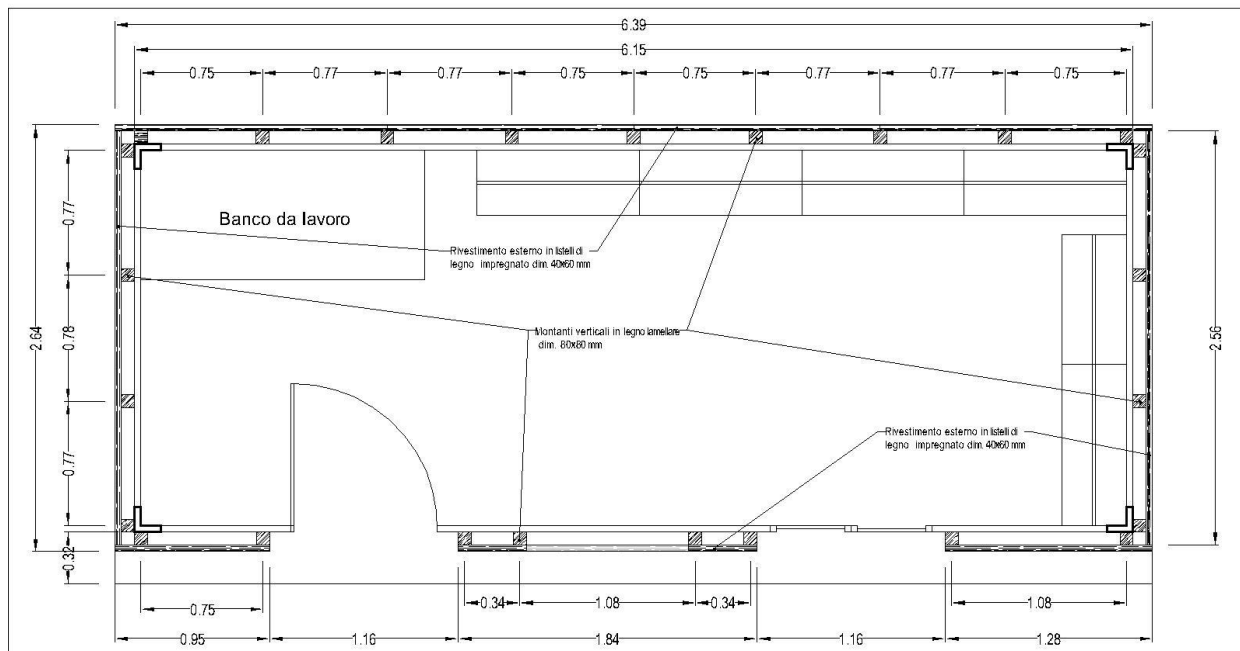 6.39
6.15
0.75 0.77 0.77 0.75 0.75 0.77 0.77 0.75
2.64
0.77
0.78
0.77
0.32
2.56
Banco da lavoro
Rivestimento esterno in listelli di
legno impregnato dim. 40x60 mm
Montanti verticali in legno lamellare
dim. 80x80 mm
Rivestimento esterno in listelli di
legno impregnato dim. 40x60 mm
0.75 0.34 1.08 0.34 1.08
0.95 1.16 1.84 1.16 1.28